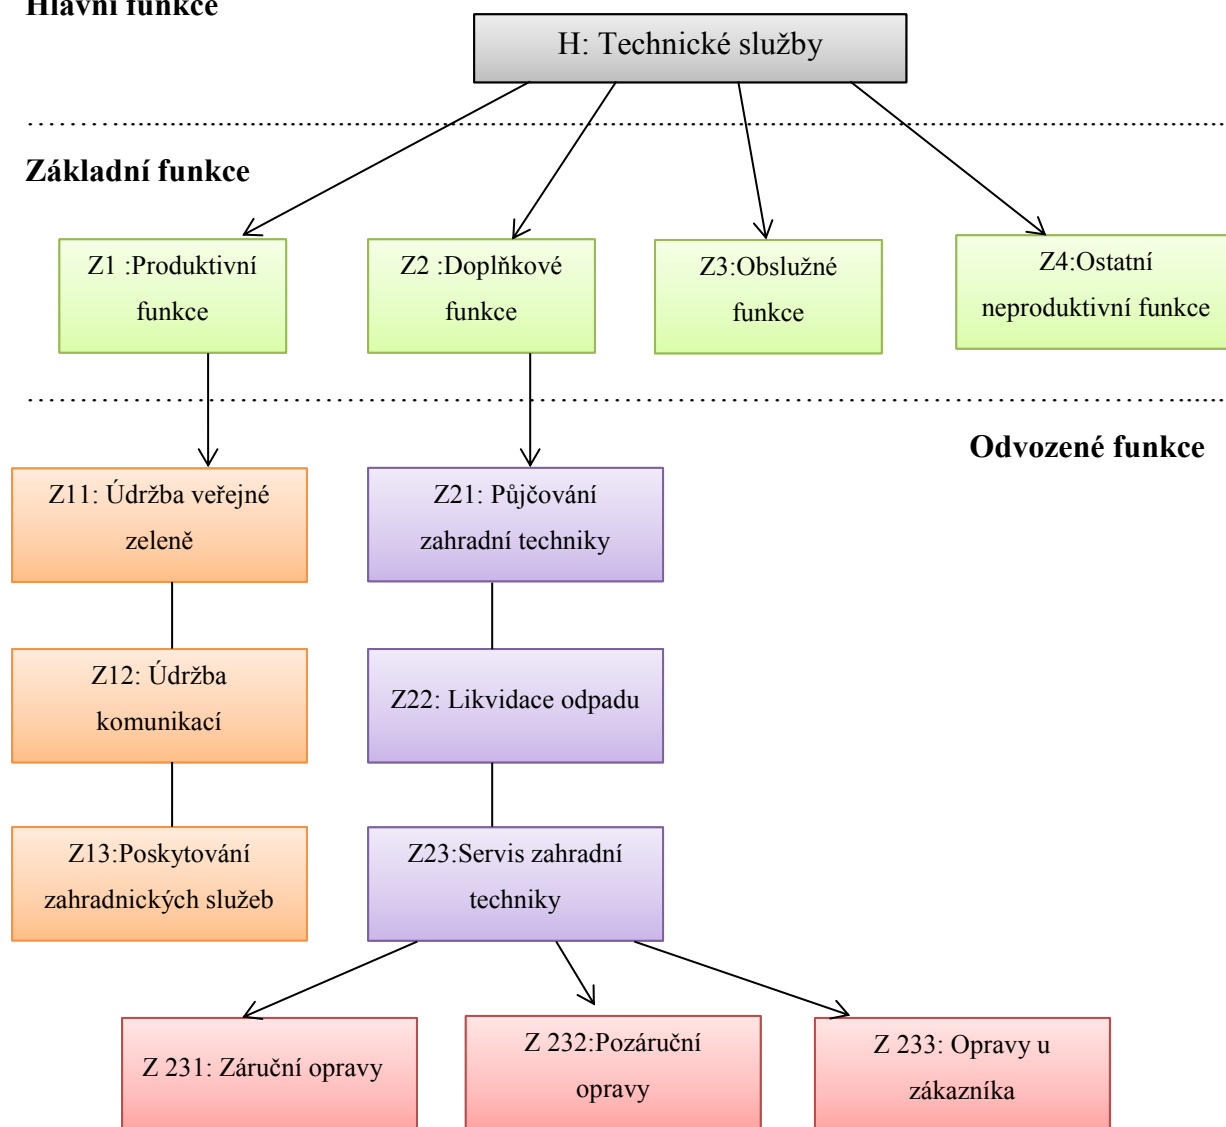 Hlavní funkce
H: Technické služby
Základní funkce
Z1 :Produktivní
funkce
Z2 :Doplňkové
funkce
Z3:Obslužné
funkce
Z4:Ostatní
neproduktivní funkce
Odvozené funkce
Z11: Údržba veřejné
zeleně
Z21: Půjčování
zahradní techniky
Z12: Údržba
komunikací
Z22: Likvidace odpadu
Z13:Poskytování
zahradnických služeb
Z23:Servis zahradní
techniky
Z 231: Záruční opravy
Z 232:Pozáruční
opravy
Z 233: Opravy u
zákazníka